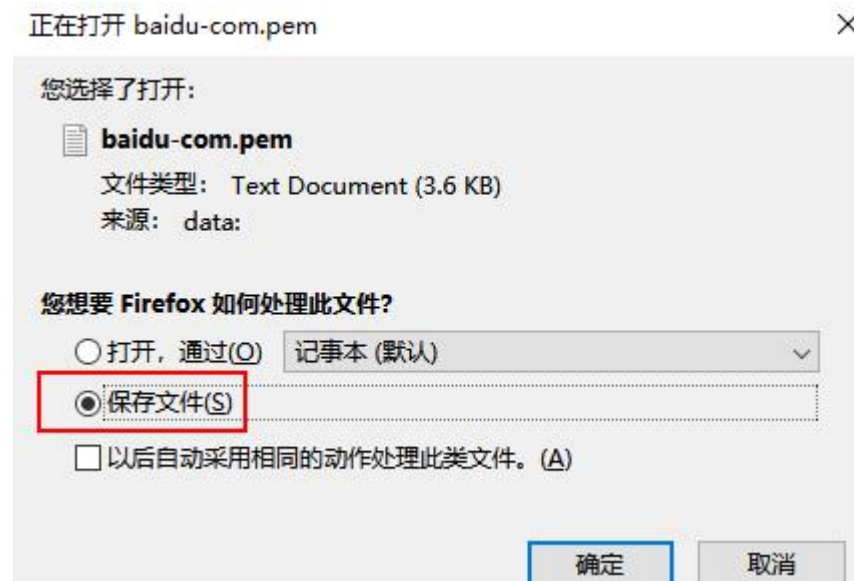 正在打开 baidu-com.pem
您选择了打开:
baidu-com.pem
文件类型： Text Document (3.6 KB)
来源： data:
您想要 Firefox 如何处理此文件?
打开，通过(O) 记事本 (默认)
保存文件(S)
以后自动采用相同的动作处理此类文件。(A)
确定 取消